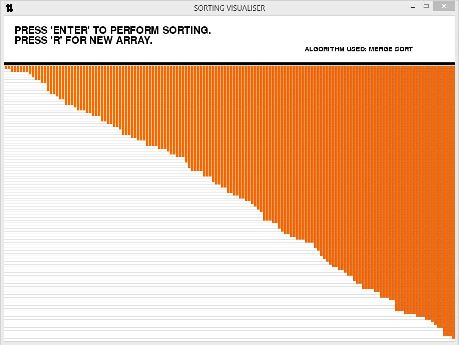 SORTING VISUALISER
PRESS 'ENTER' TO PERFORM SORTING.
PRESS 'R' FOR NEW ARRAY.
ALGORITHM USED: MERGE SORT